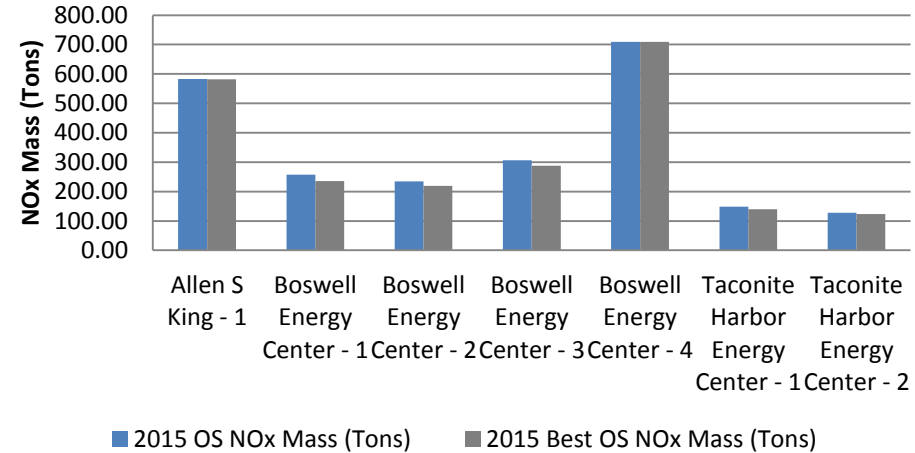 NOx Mass (Tons)
800.00
700.00
600.00
500.00
400.00
300.00
200.00
100.00
0.00
Allen S
King - 1
Boswell
Energy
Center - 1
Boswell
Energy
Center - 2
Boswell
Energy
Center - 3
Boswell
Energy
Center - 4
Taconite
Harbor
Energy
Center - 1
Taconite
Harbor
Energy
Center - 2
2015 OS NOx Mass (Tons)
2015 Best OS NOx Mass (Tons)